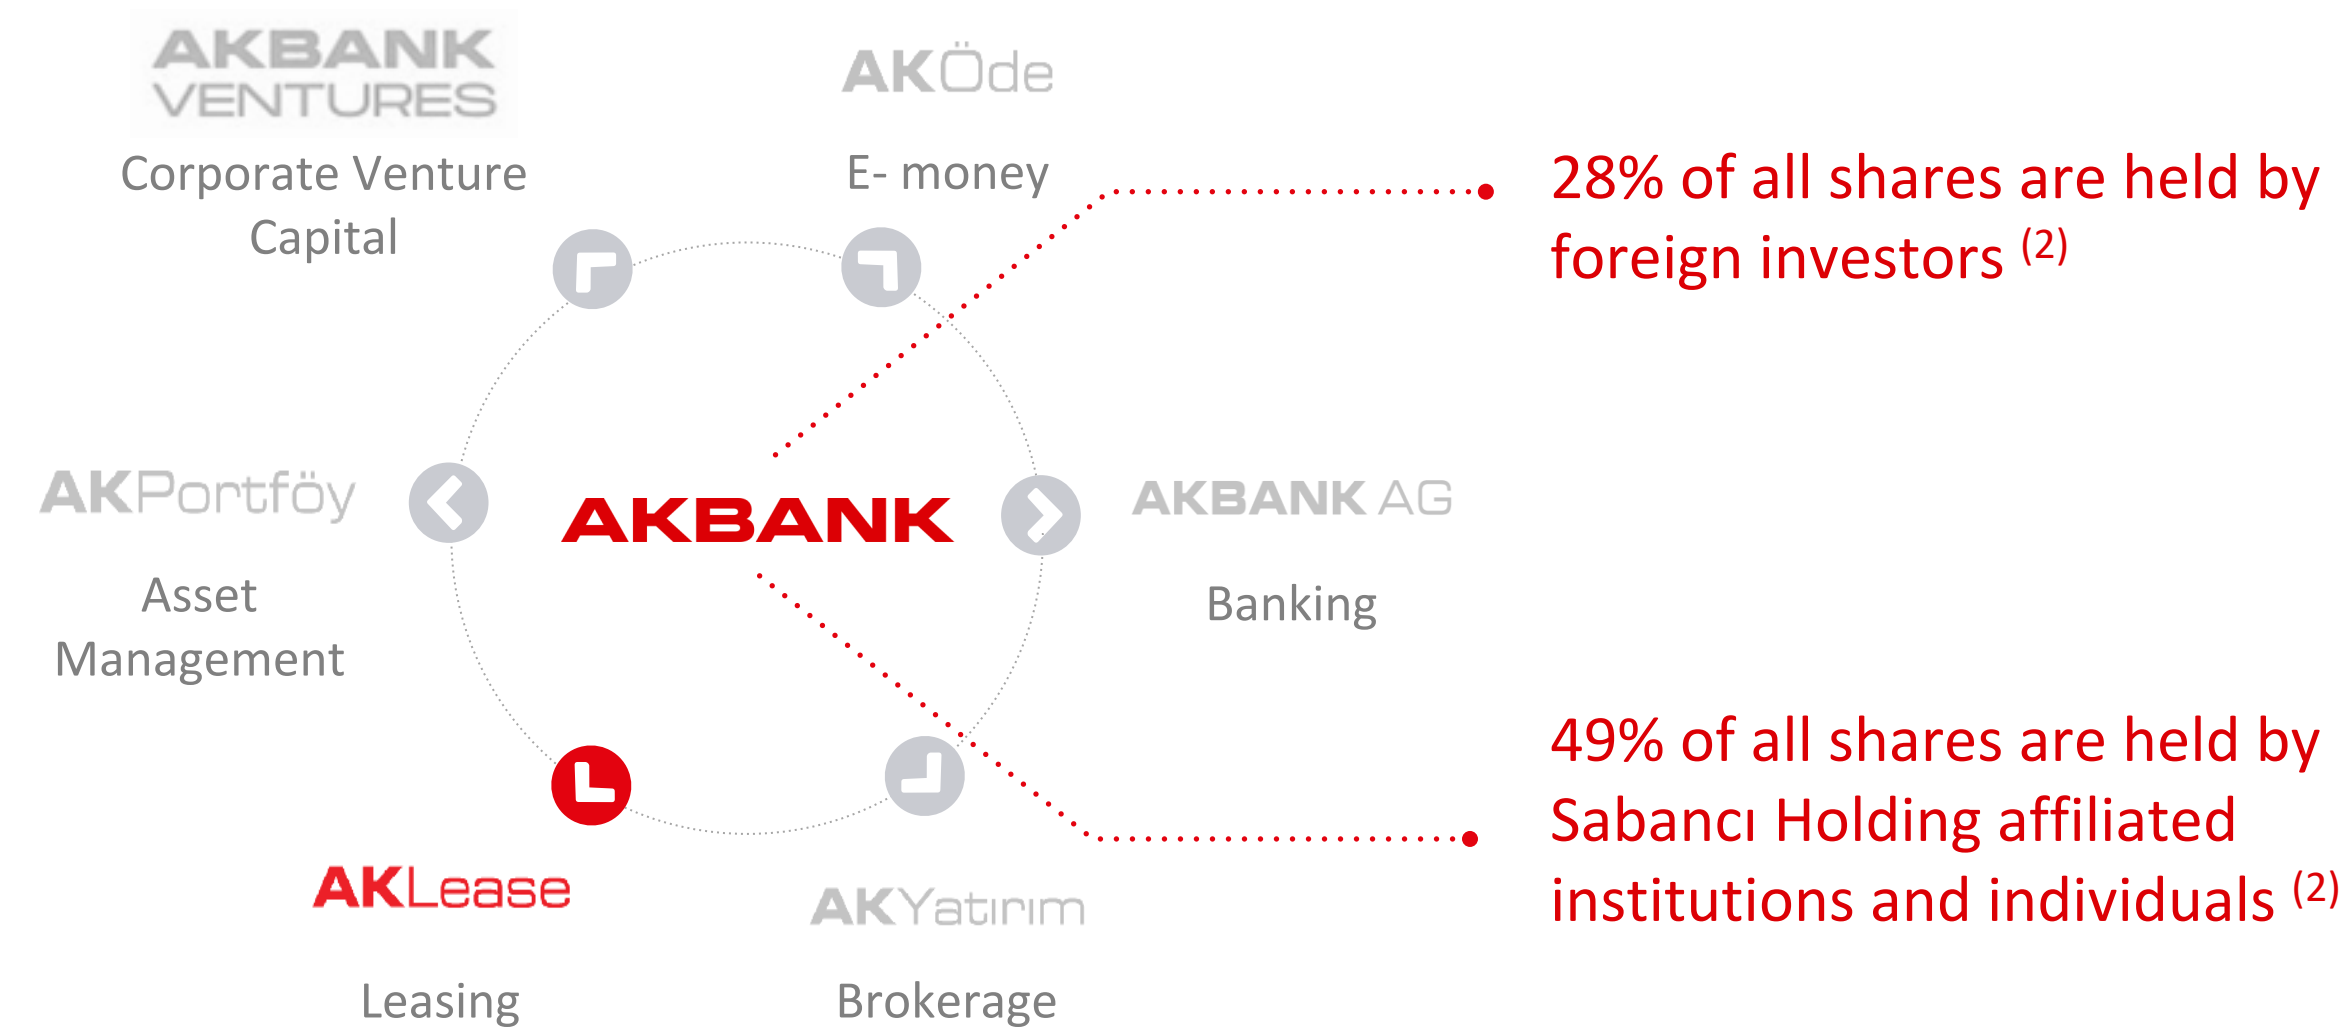 AKBANK
VENTURES
Corporate Venture
Capital
AKÖde
E- money
28% of all shares are held by
foreign investors (2)
AKPortföy
Asset
Management
AKBANK
AKBANK AG
Banking
49% of all shares are held by
Sabancı Holding affiliated
institutions and individuals (2)
AKLease
Leasing
AKYatırım
Brokerage